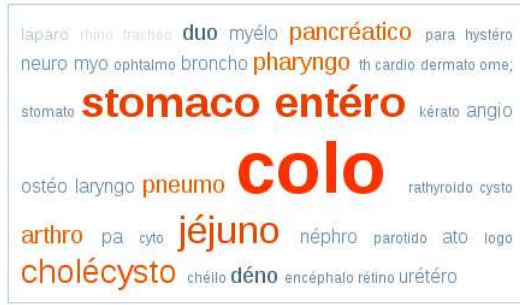 laparo rhino trachéo duo myélo pancréatico para hystéro
neuro myo ophtalmo broncho pharyngo th cardio dermato ome;
stomato stomaco entéro kérato angio
ostéo laryngo pneumo colo rathyroido cysto
arthro pa cyto jéjuno néphro parotido ato logo
cholécysto chéilo déno encéphalo rétino urétéro